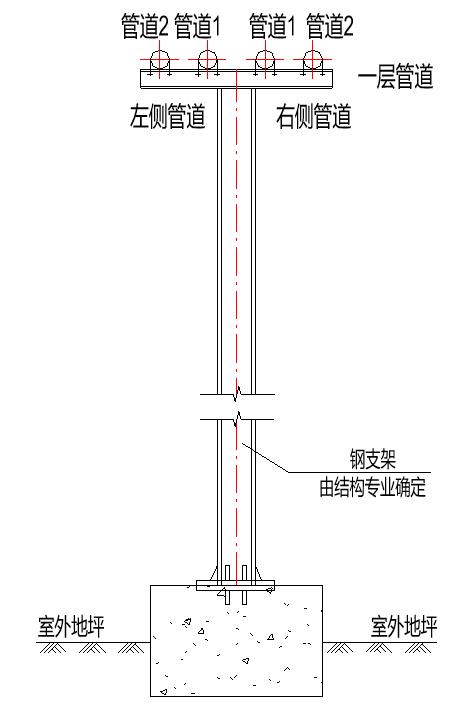 管道2 管道1 管道1 管道2
一层管道
左侧管道 右侧管道
钢支架
由结构专业确定
室外地坪 室外地坪